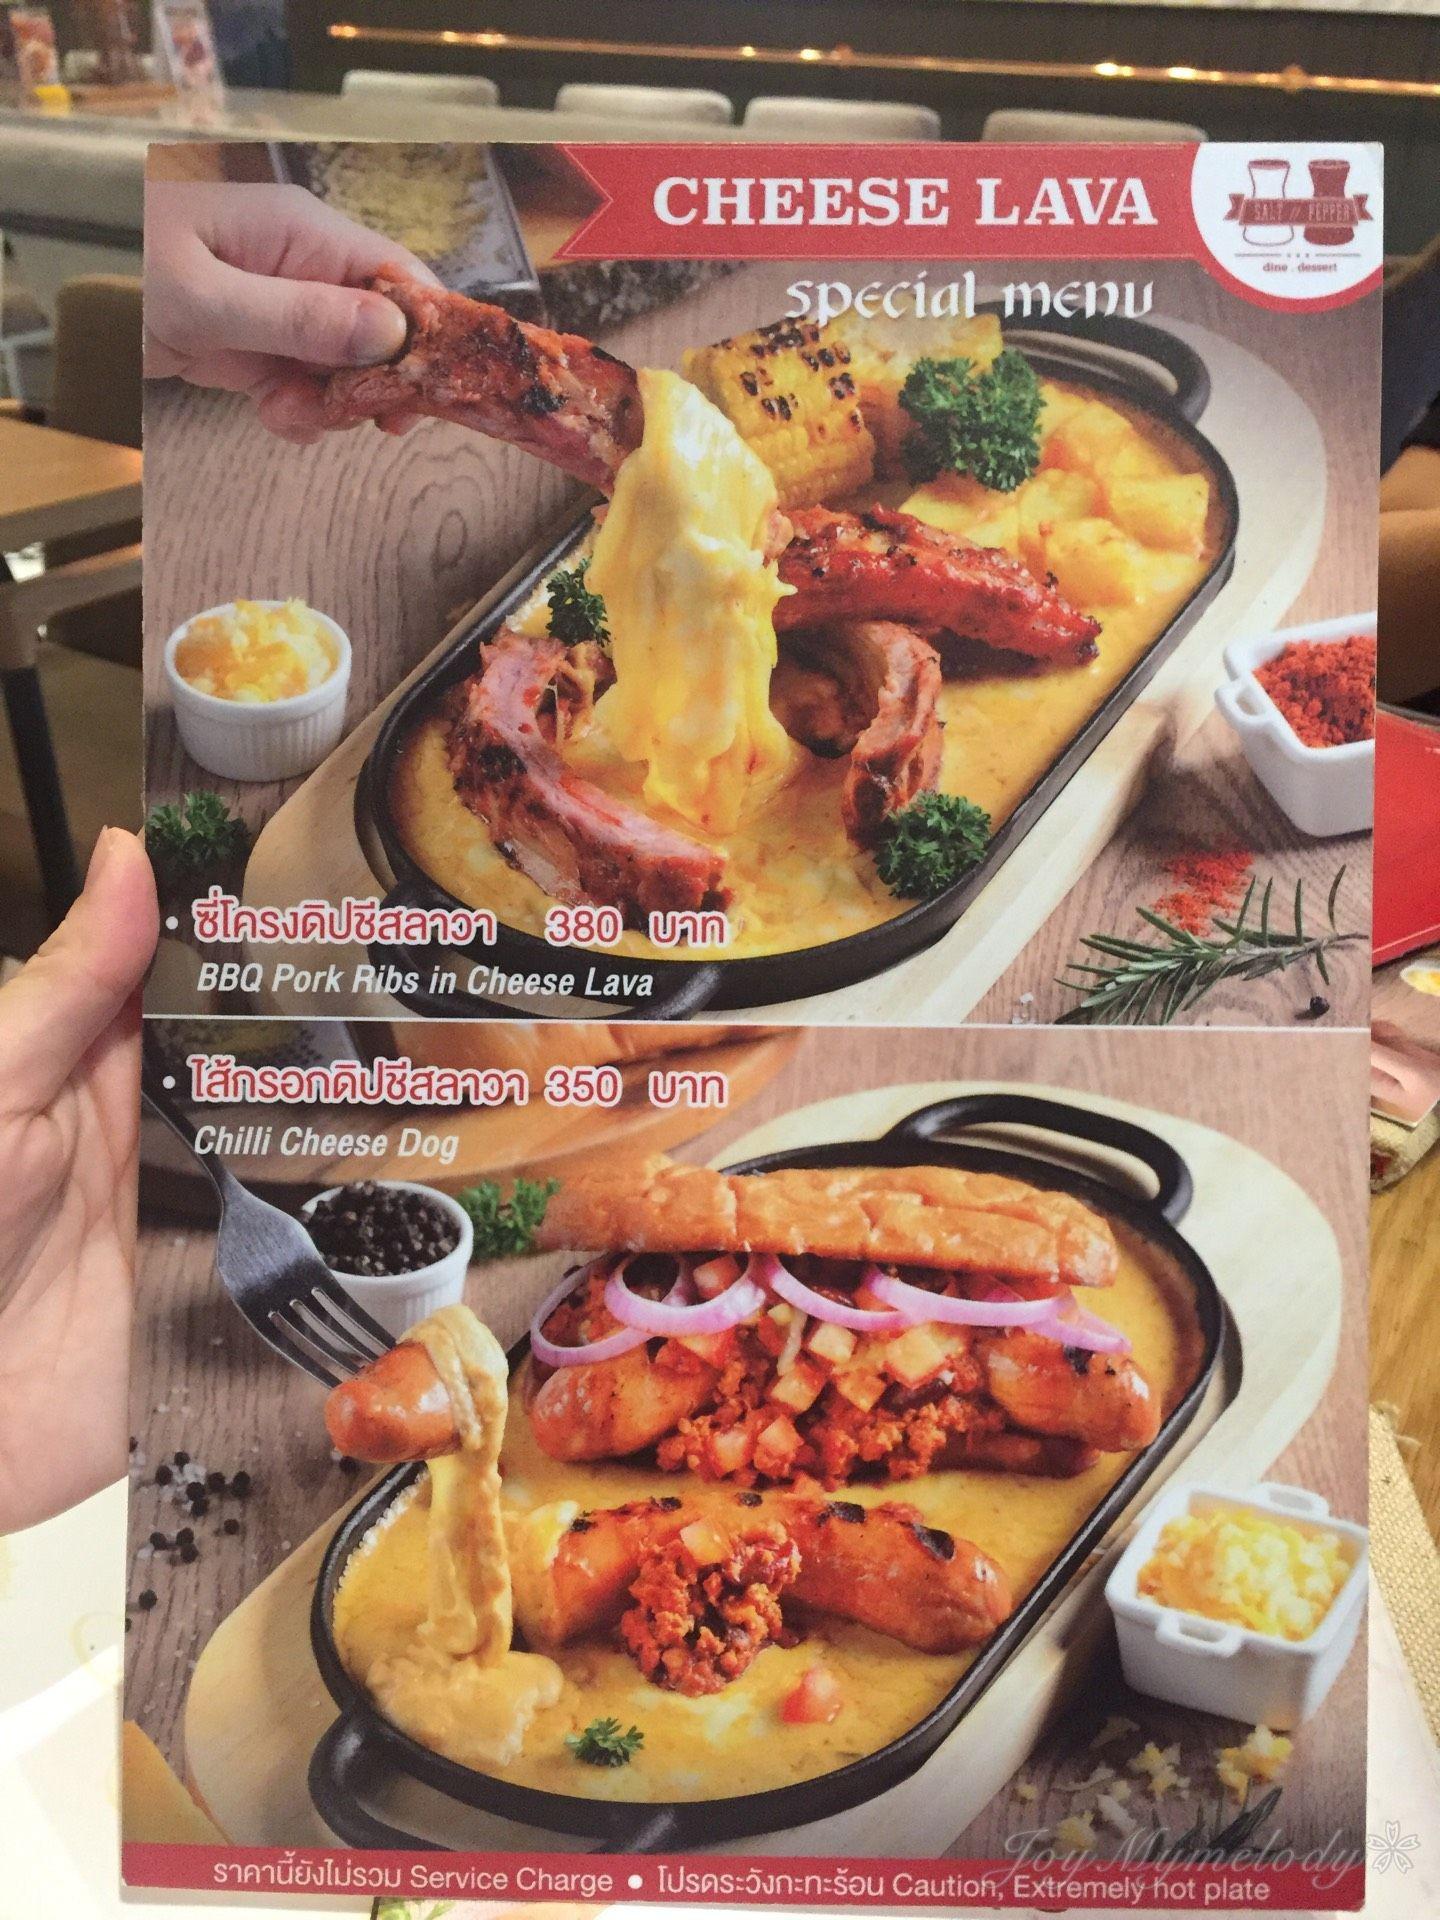 CHEESE LAVA
SALT // PEPPER
dine . dessert
special menu
• ซี่โครงดิปชีสลาวา 380 บาท
BBQ Pork Ribs in Cheese Lava
• ไส้กรอกดิปชีสลาวา 350 บาท
Chilli Cheese Dog
ราคานี้ยังไม่รวม Service Charge • โปรดระวังกะทะร้อน Caution, Extremely hot plate
JoyMymelody